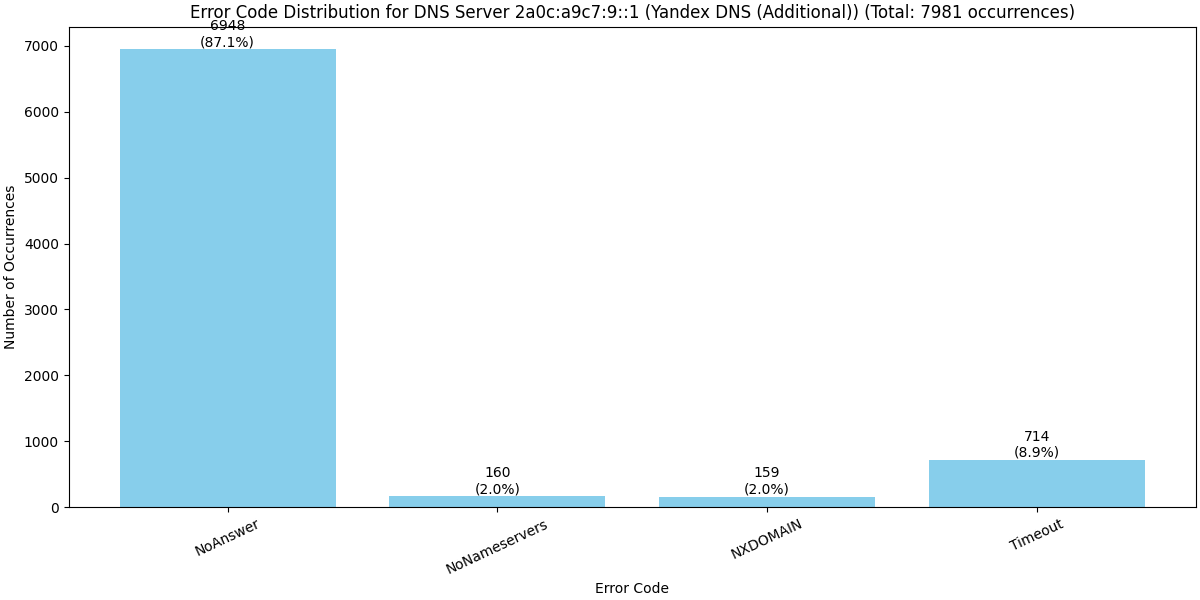 Error Code Distribution for DNS Server 2a0c:a9c7:9::1 (Yandex DNS (Additional)) (Total: 7981 occurrences)
6948
(87.1%)
160
(2.0%)
159
(2.0%)
714
(8.9%)
7000
6000
5000
4000
3000
2000
1000
0
Number of Occurrences
NoAnswer
NoNameservers
NXDOMAIN
Timeout
Error Code